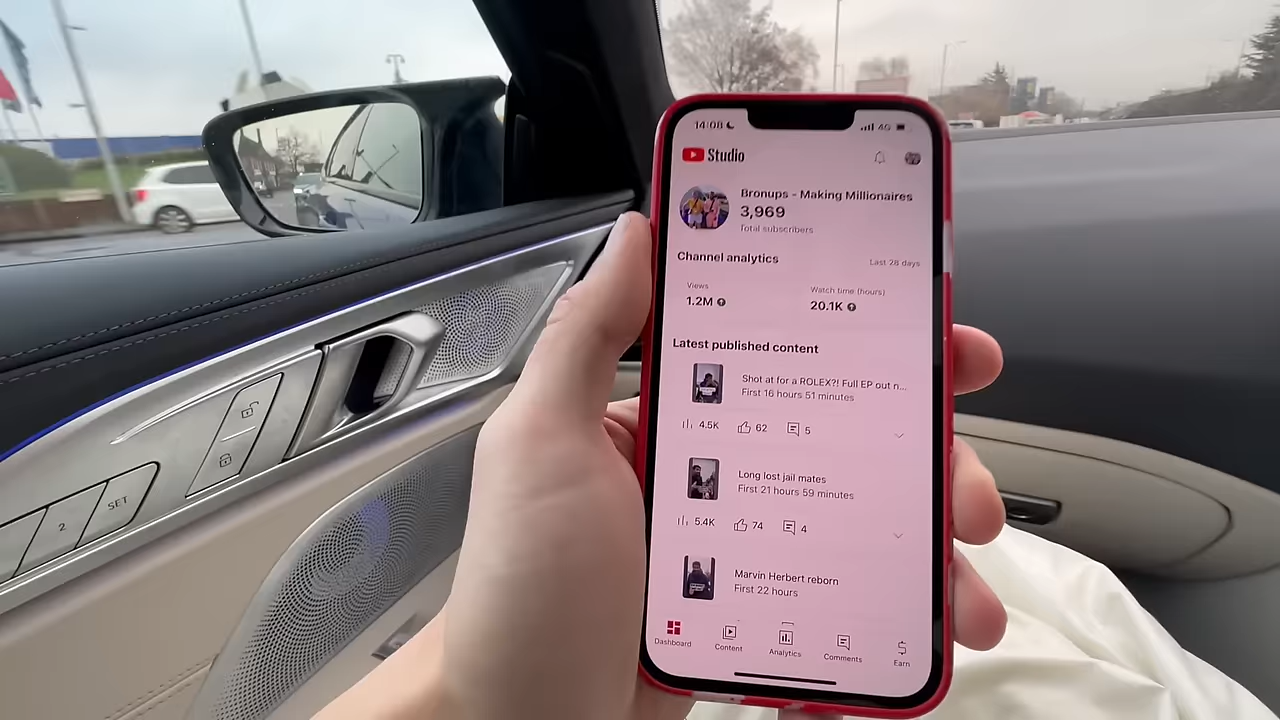 14:08
4G
Studio
Bronups - Making Millionaires
3,969
Total subscribers
Channel analytics
Last 28 days
Views
Watch time (hours)
1.2M
20.1K
Latest published content
Shot at for a ROLEX?! Full EP out n...
First 16 hours 51 minutes
4.5K
62
5
Long lost jail mates
First 21 hours 59 minutes
5.4K
74
4
Marvin Herbert reborn
First 22 hours
Dashboard
Content
Analytics
Comments
Earn
2
SET